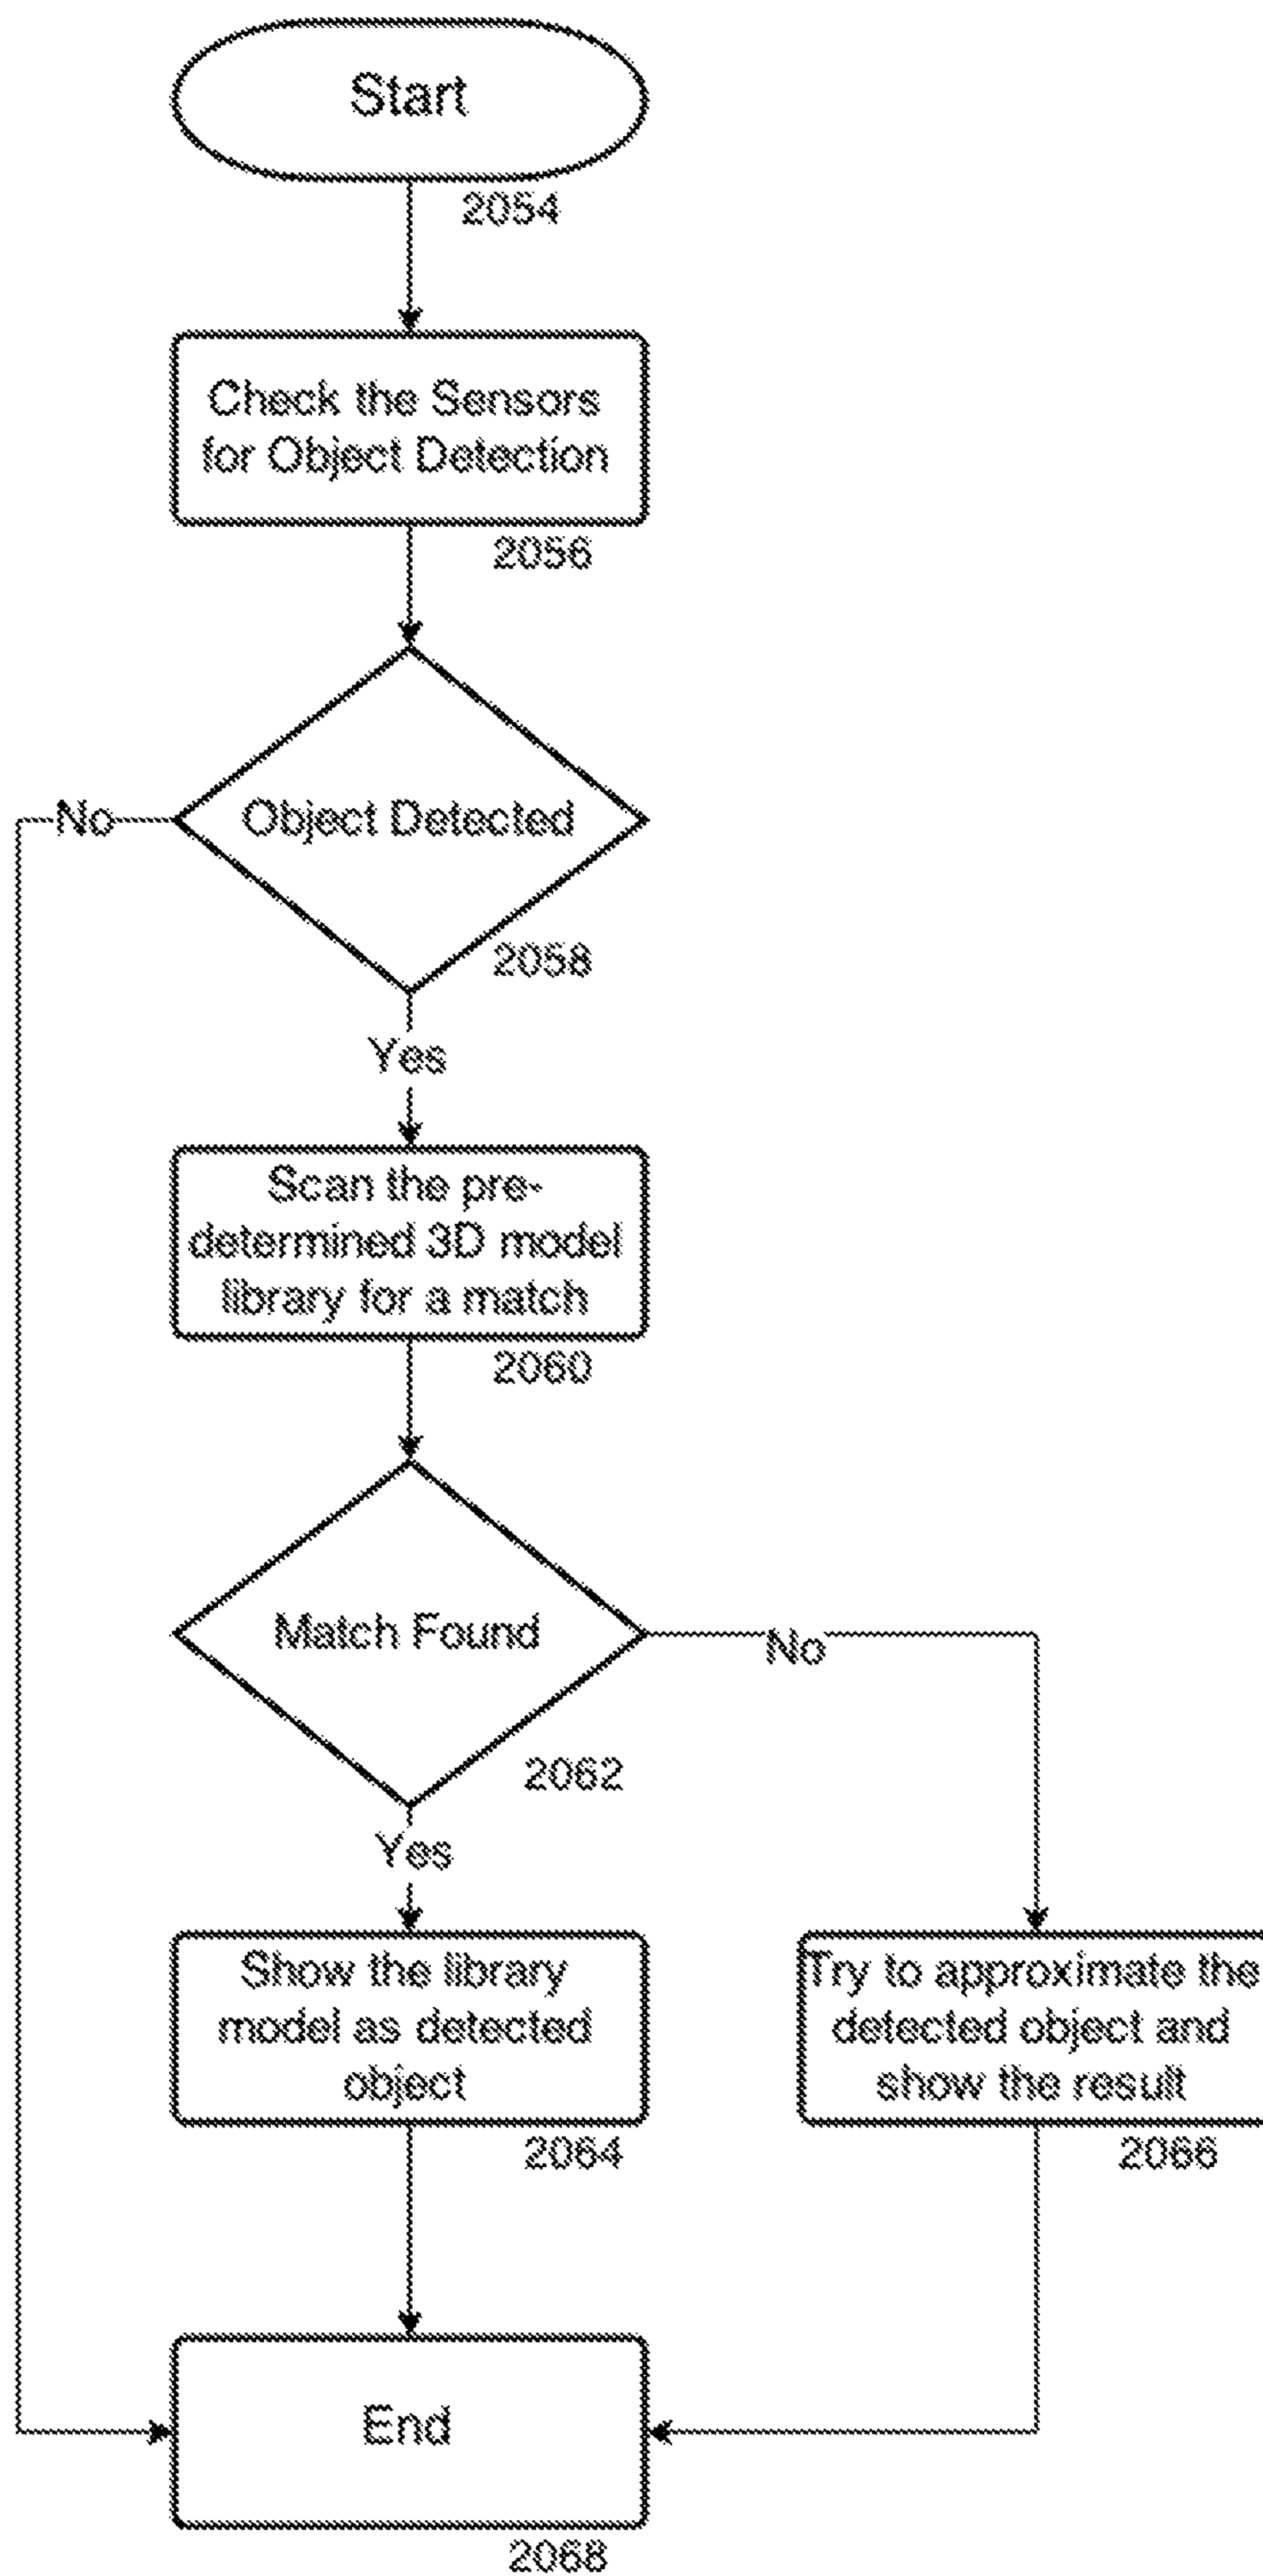 Start
2054
Check the Sensors
for Object Detection
2056
Object Detected
No
2058
Yes
Scan the pre-
determined 3D model
library for a match
2060
Match Found
No
2062
Yes
Show the library
model as detected
object
2064
Try to approximate the
detected object and
show the result
2066
End
2068